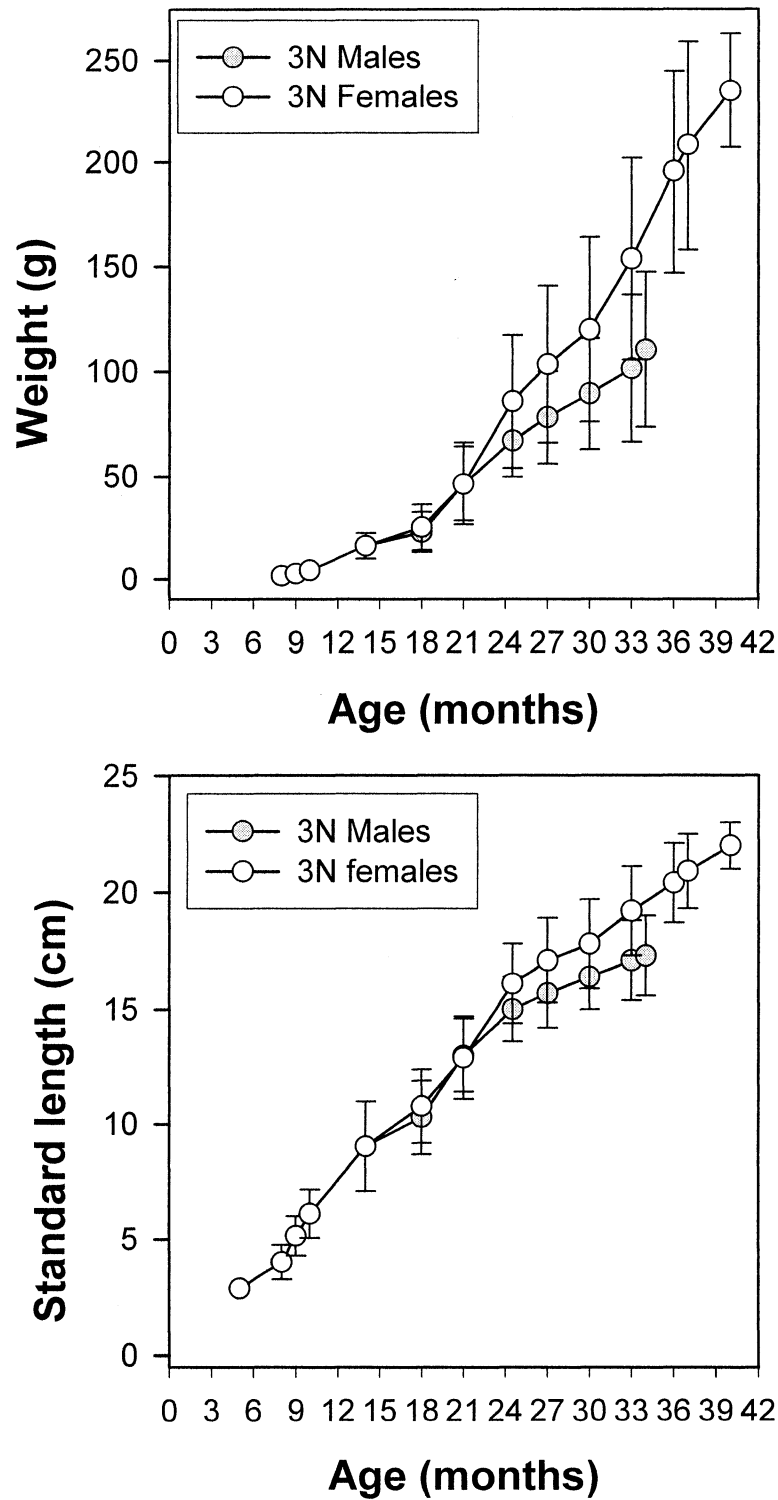 3N Males
3N Females
250
200
150
100
50
0
Weight (g)
0 3 6 9 12 15 18 21 24 27 30 33 36 39 42
Age (months)
25
20
15
10
5
0
3N Males
3N females
Standard length (cm)
0 3 6 9 12 15 18 21 24 27 30 33 36 39 42
Age (months)